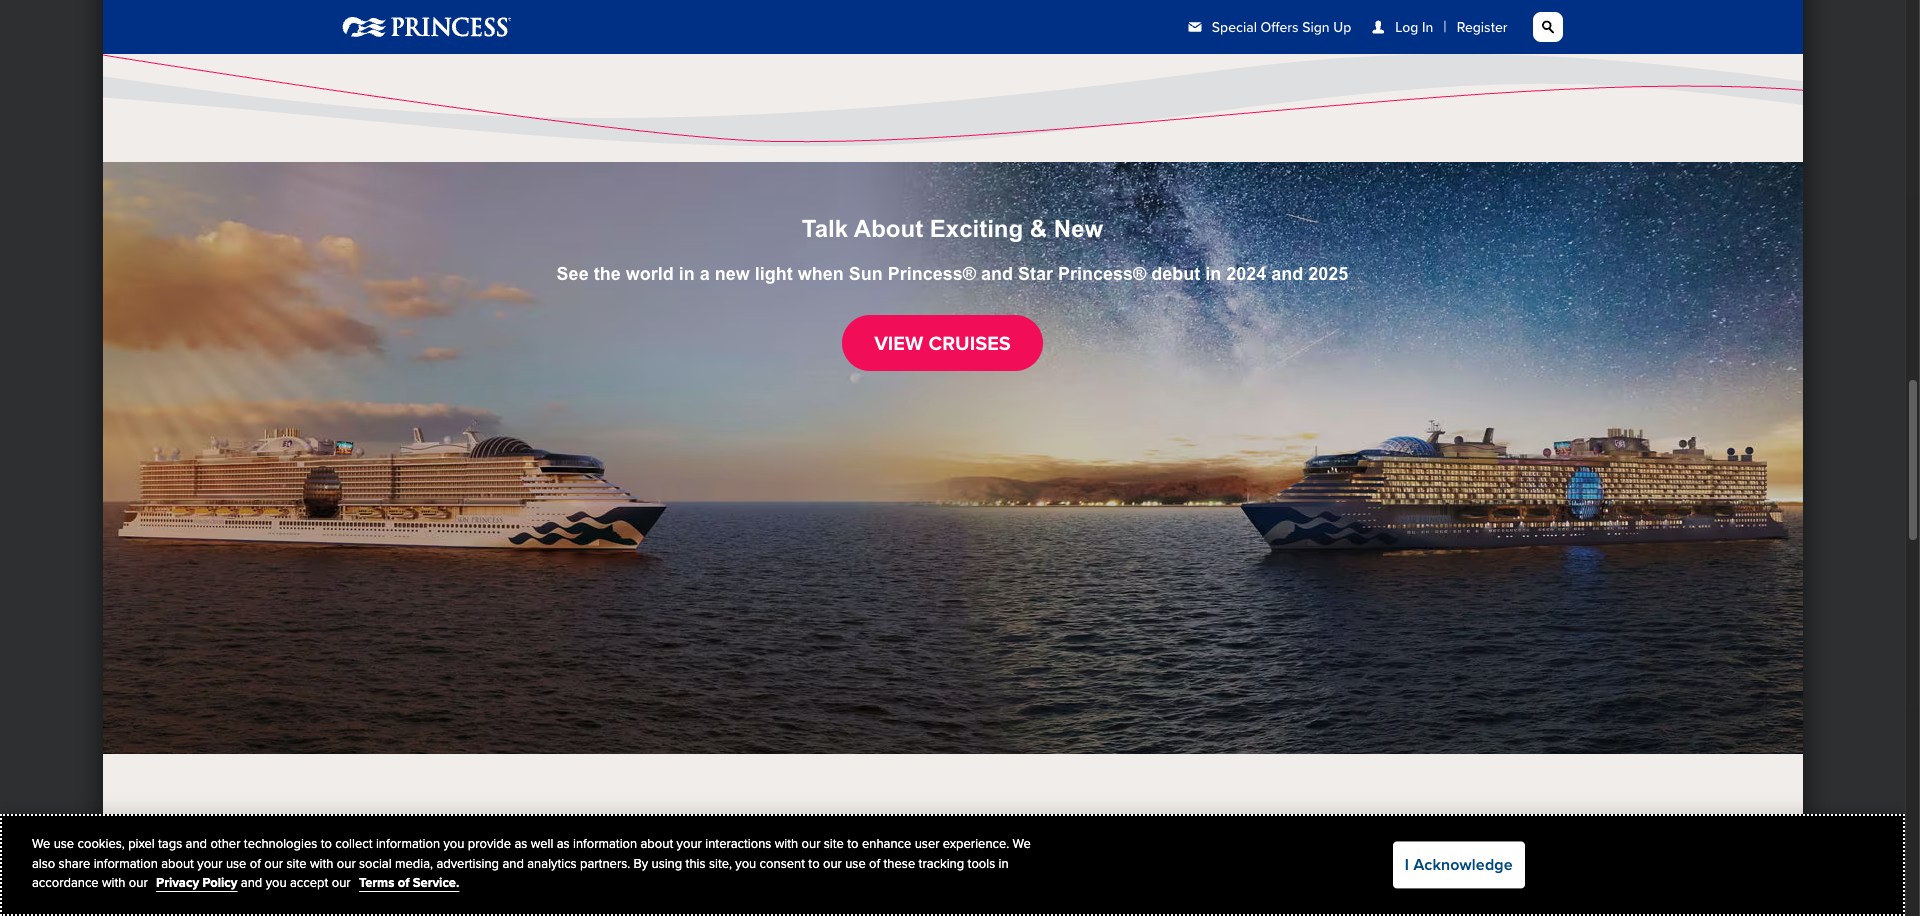 PRINCESS
Special Offers Sign Up
Log In | Register
Talk About Exciting & New
See the world in a new light when Sun Princess® and Star Princess® debut in 2024 and 2025
VIEW CRUISES
SUN PRINCESS
We use cookies, pixel tags and other technologies to collect information you provide as well as information about your interactions with our site to enhance user experience. We
also share information about your use of our site with our social media, advertising and analytics partners. By using this site, you consent to our use of these tracking tools in
accordance with our Privacy Policy and you accept our Terms of Service.
I Acknowledge